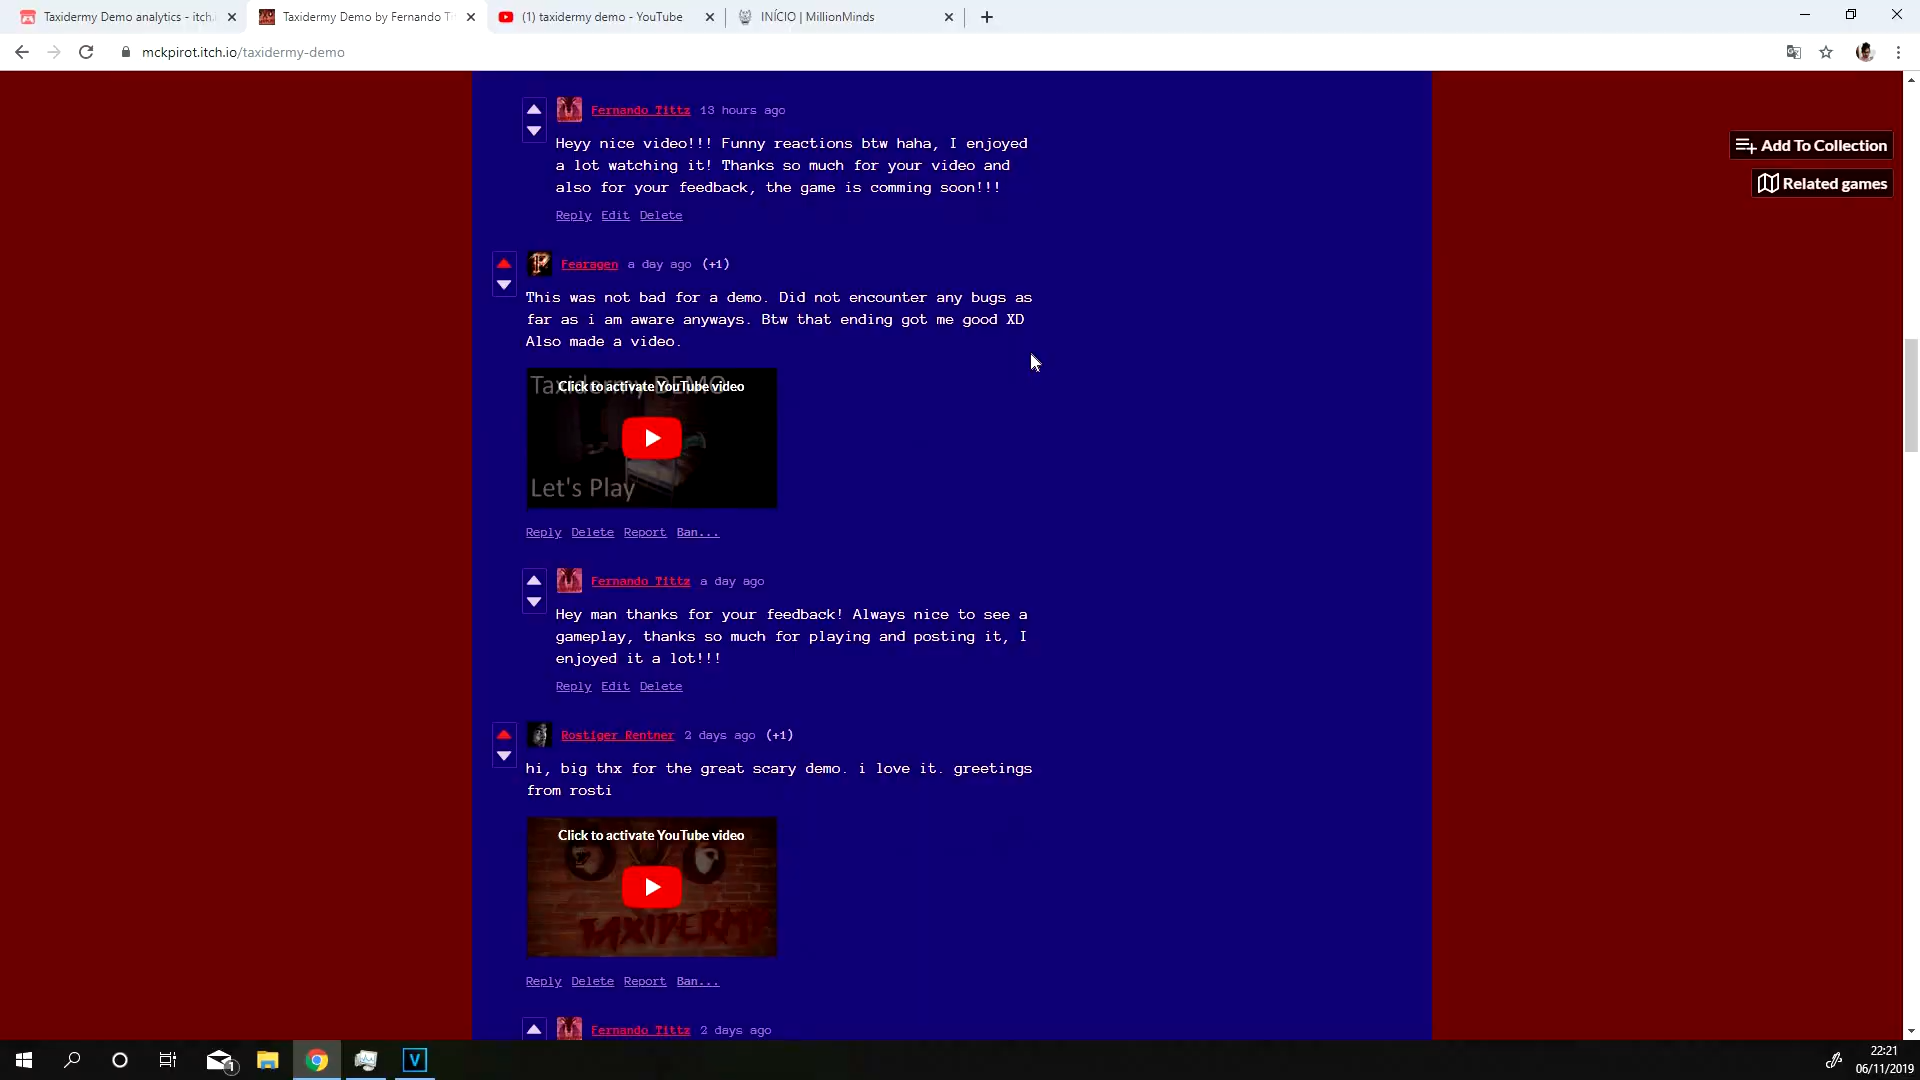 Taxidermy Demo analytics - itch.i
Taxidermy Demo by Fernando Ti
(1) taxidermy demo - YouTube
INÍCIO | MillionMinds
mckpirot.itch.io/taxidermy-demo
Add To Collection
Related games
Fernando Tittz 13 hours ago
Heyy nice video!!! Funny reactions btw haha, I enjoyed
a lot watching it! Thanks so much for your video and
also for your feedback, the game is comming soon!!!
Reply Edit Delete
Fearagen a day ago (+1)
This was not bad for a demo. Did not encounter any bugs as
far as i am aware anyways. Btw that ending got me good XD
Also made a video.
Taxidermy DEMO
Click to activate YouTube video
Let's Play
Reply Delete Report Ban...
Fernando Tittz a day ago
Hey man thanks for your feedback! Always nice to see a
gameplay, thanks so much for playing and posting it, I
enjoyed it a lot!!!
Reply Edit Delete
Rostiger Rentner 2 days ago (+1)
hi, big thx for the great scary demo. i love it. greetings
from rosti
Click to activate YouTube video
TAXIDERMY
Reply Delete Report Ban...
Fernando Tittz 2 days ago
1
V
22:21
06/11/2019